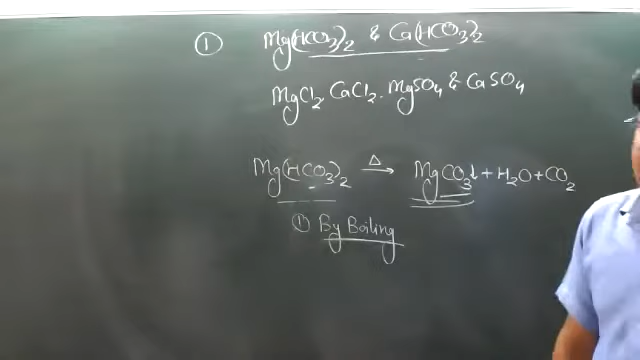 ① Mg(HCO3)2 & Ca(HCO3)2
MgCl2 CaCl2. MgSO4 & CaSO4
Mg(HCO3)2 —Δ→ MgCO3↓ + H2O + CO2
① By Boiling